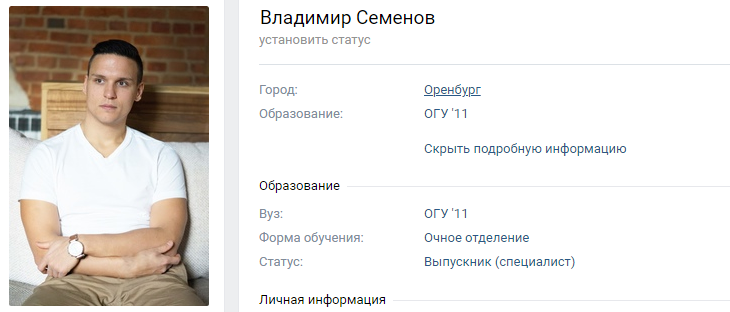 Владимир Семенов
установить статус
Город: Оренбург
Образование: ОГУ '11
Скрыть подробную информацию
Образование
Вуз: ОГУ '11
Форма обучения: Очное отделение
Статус: Выпускник (специалист)
Личная информация